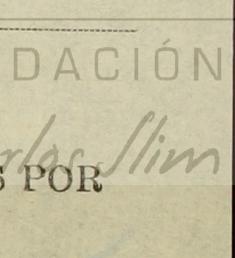 DACIÓN
rlos Slim
S POR